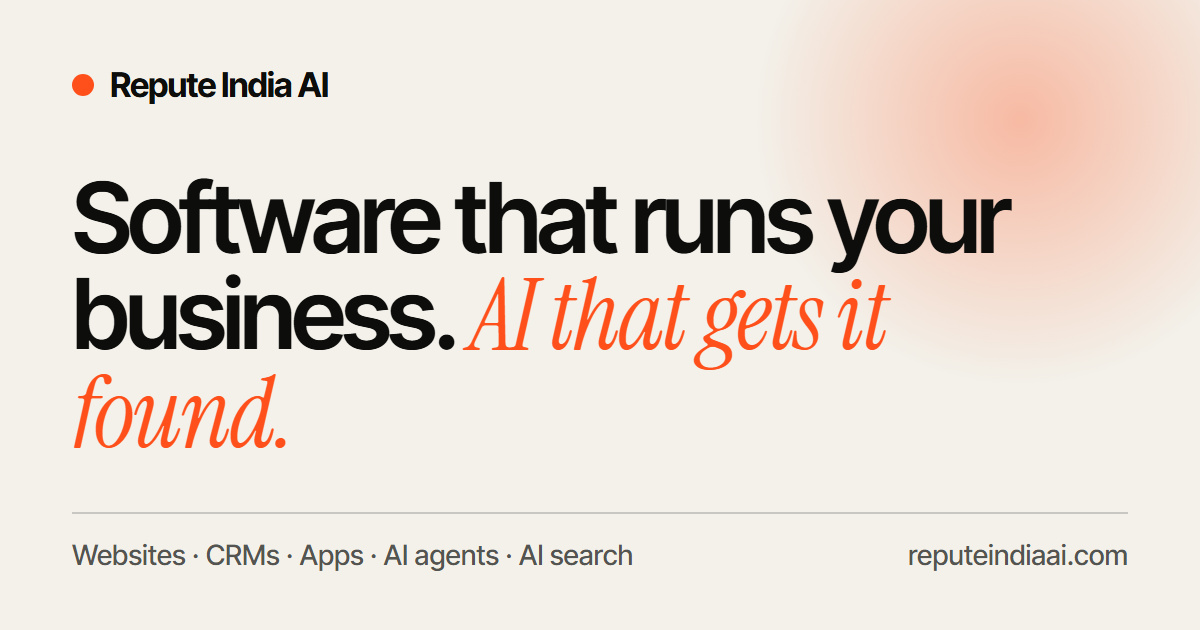 Repute India AI
Software that runs your
business. AI that gets it
found.
Websites · CRMs · Apps · AI agents · AI search
reputeindiaai.com